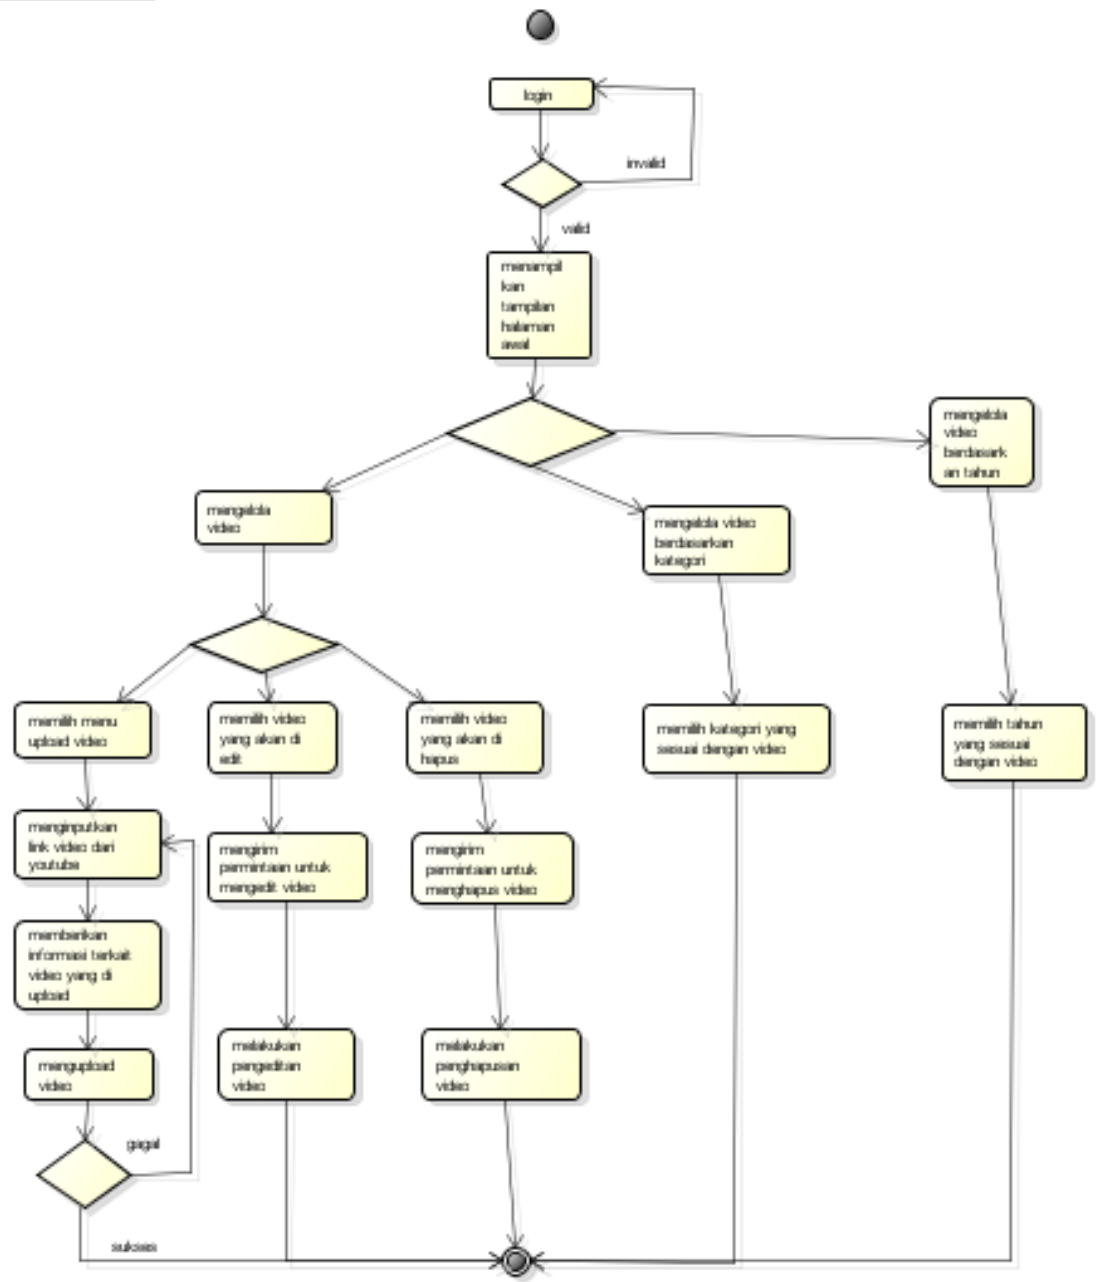 login
invalid
valid
menampil
kan
tampilan
halaman
awal
mengelola
video
berdasark
an tahun
mengelola
video
mengelola video
berdasarkan
kategori
memilih menu
upload video
memilih video
yang akan di
edit
memilih video
yang akan di
hapus
memilih kategori yang
sesuai dengan video
memilih tahun
yang sesuai
dengan video
menginputkan
link video dari
youtube
mengirim
permintaan untuk
mengedit video
mengirim
permintaan untuk
menghapus video
memberikan
informasi terkait
video yang di
upload
mengupload
video
melakukan
pengeditan
video
melakukan
penghapusan
video
gagal
sukses